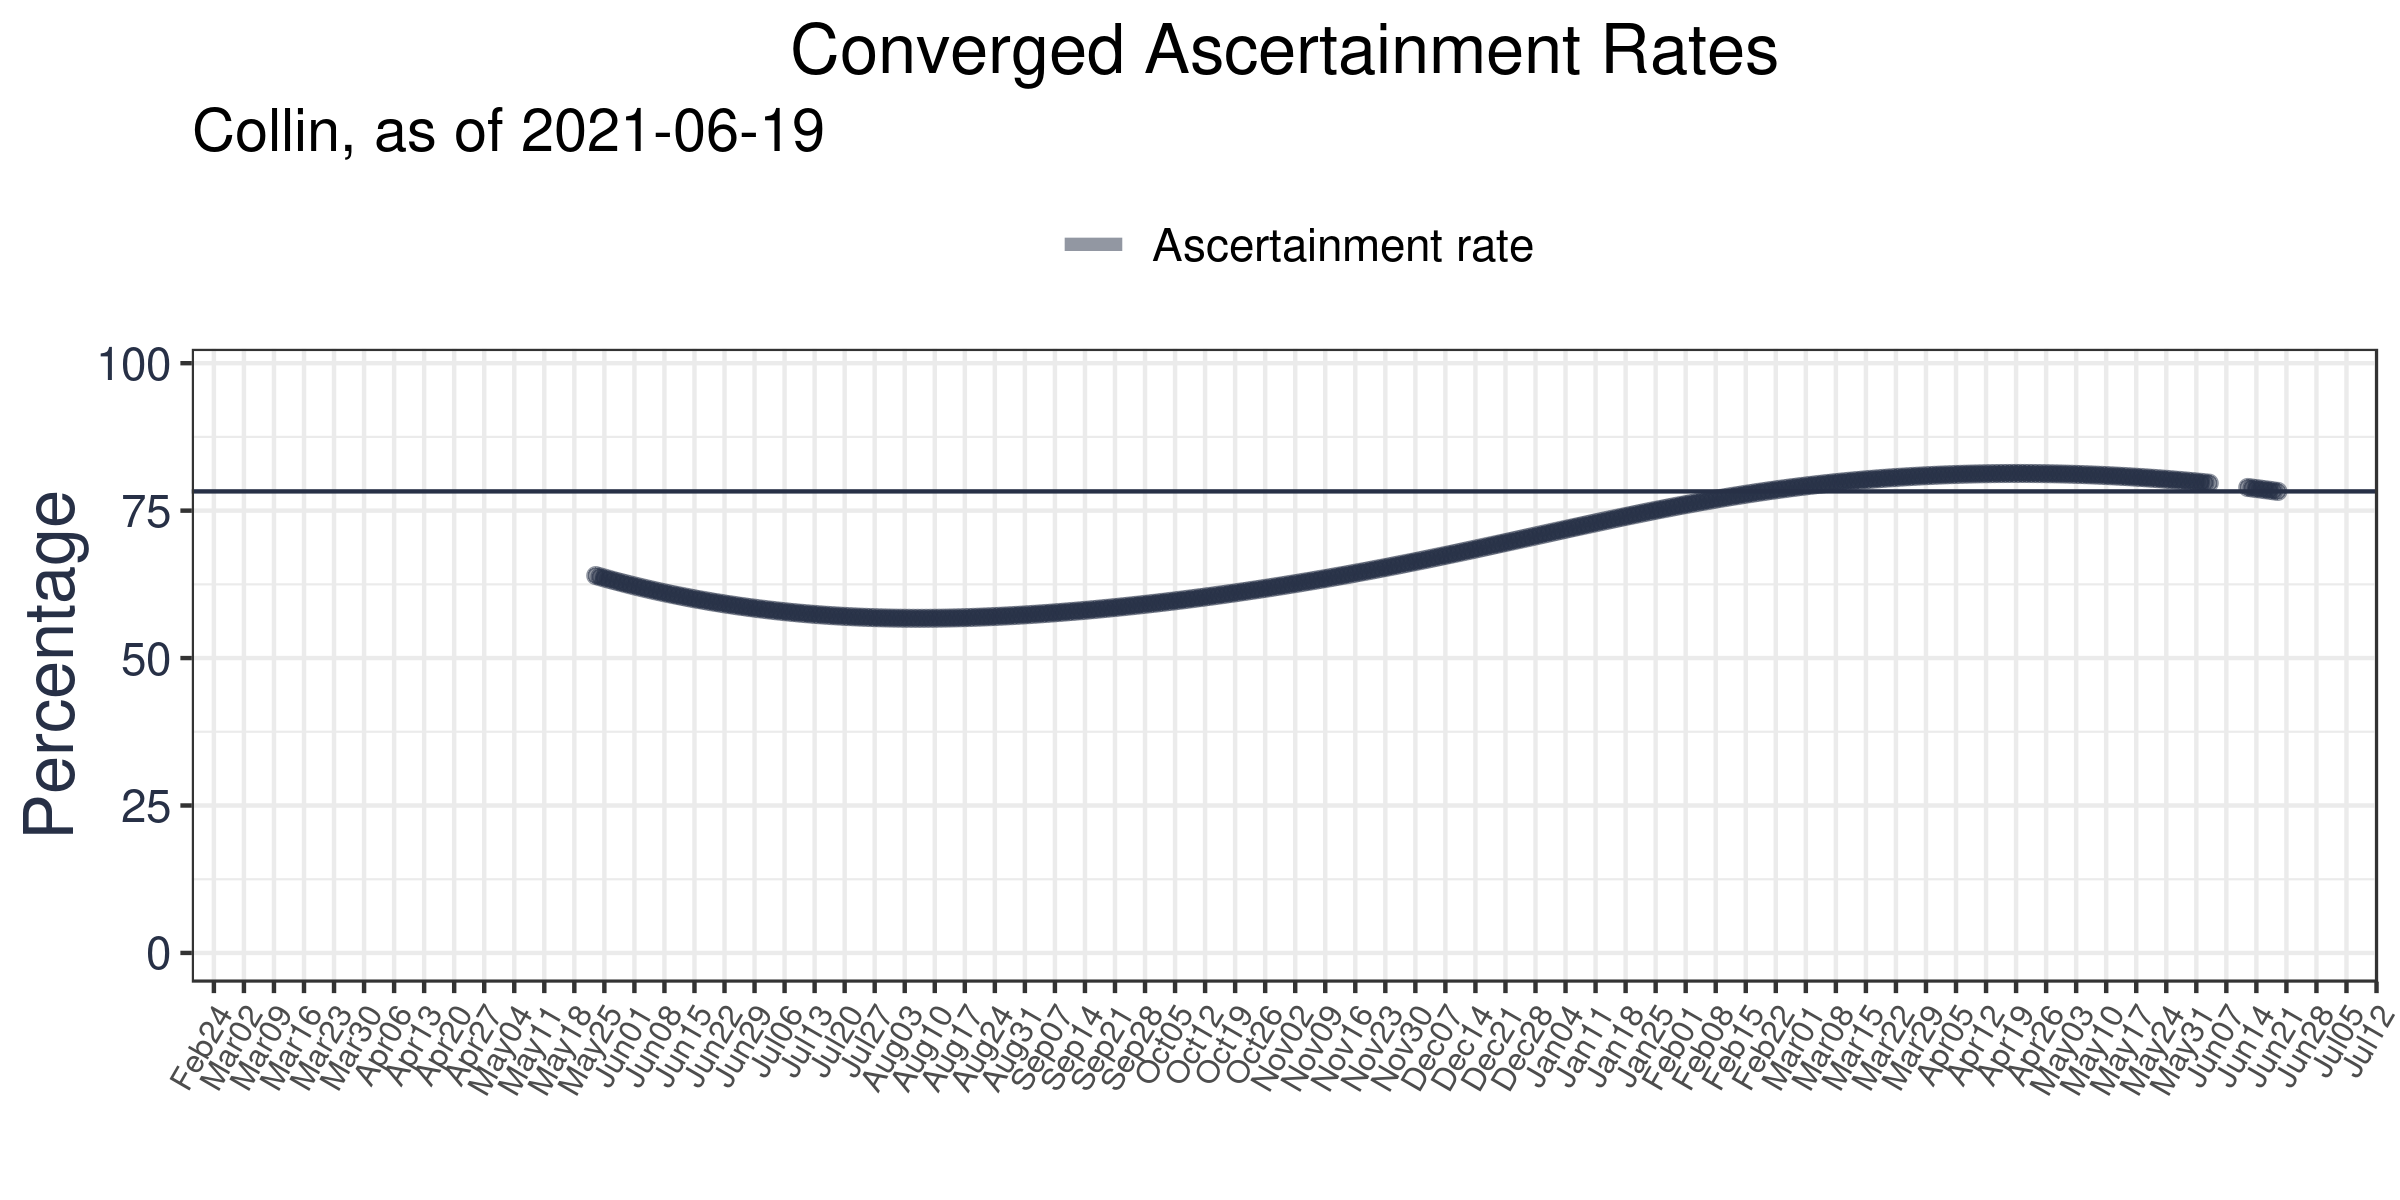 Converged Ascertainment Rates
Collin, as of 2021-06-19
Ascertainment rate
Percentage
100
75
50
25
0
Feb24
Mar02
Mar09
Mar16
Mar23
Mar30
Apr06
Apr13
Apr20
Apr27
May04
May11
May18
May25
Jun01
Jun08
Jun15
Jun22
Jun29
Jul06
Jul13
Jul20
Jul27
Aug03
Aug10
Aug17
Aug24
Aug31
Sep07
Sep14
Sep21
Sep28
Oct05
Oct12
Oct19
Oct26
Nov02
Nov09
Nov16
Nov23
Nov30
Dec07
Dec14
Dec21
Dec28
Jan04
Jan11
Jan18
Jan25
Feb01
Feb08
Feb15
Feb22
Mar01
Mar08
Mar15
Mar22
Mar29
Apr05
Apr12
Apr19
Apr26
May03
May10
May17
May24
May31
Jun07
Jun14
Jun21
Jun28
Jul05
Jul12